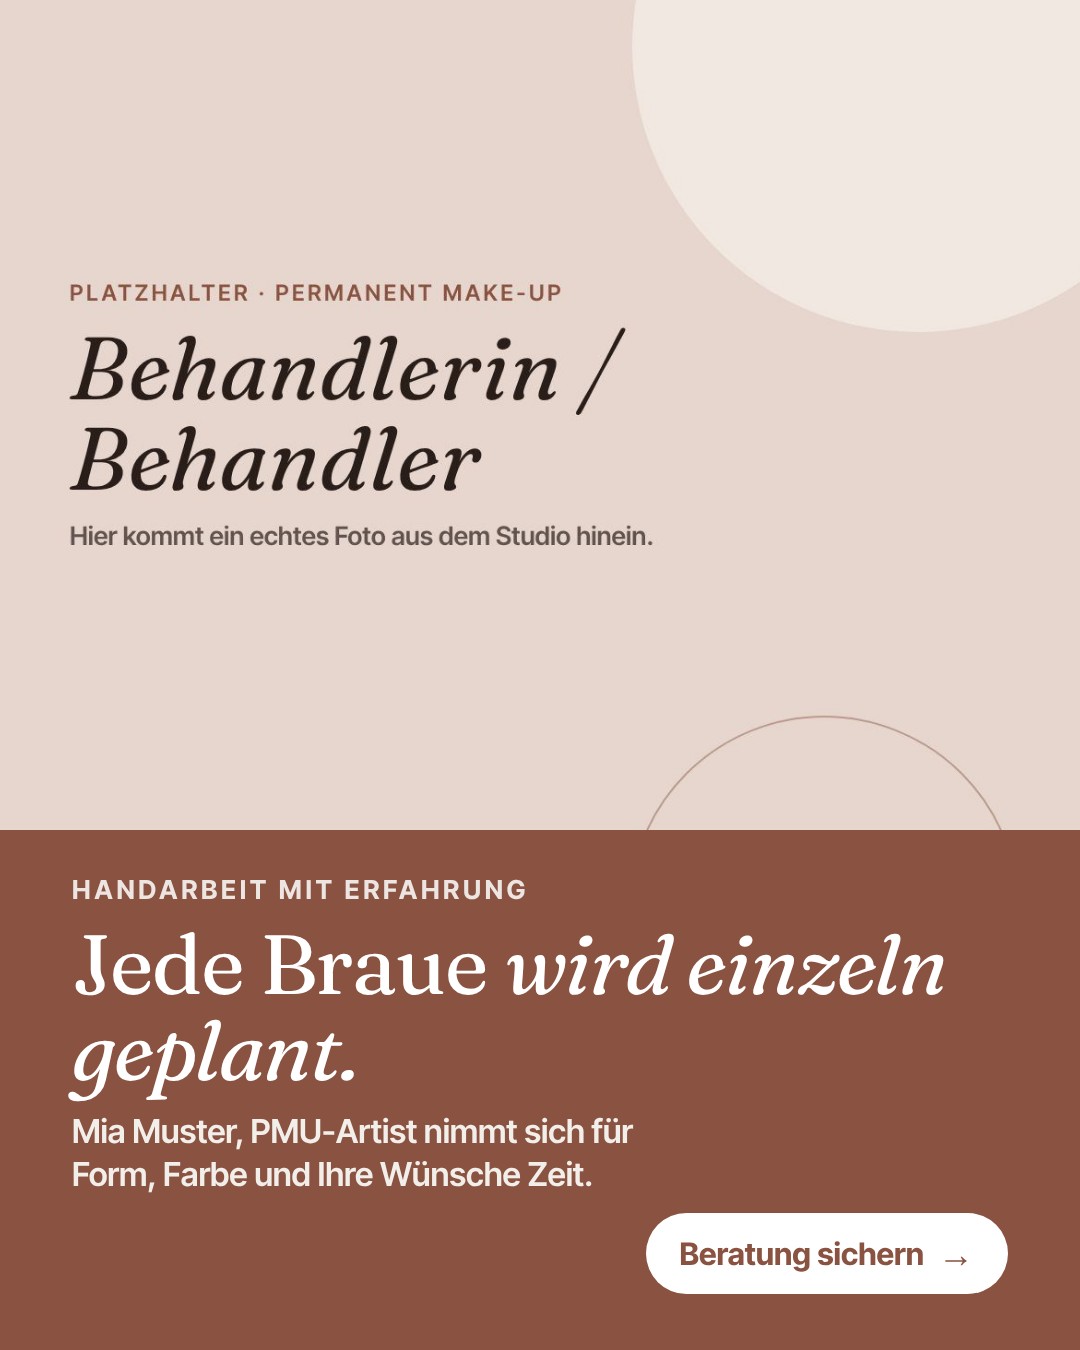 PLATZHALTER · PERMANENT MAKE-UP
Behandlerin /
Behandler
Hier kommt ein echtes Foto aus dem Studio hinein.
HANDARBEIT MIT ERFAHRUNG
Jede Braue wird einzeln
geplant.
Mia Muster, PMU-Artist nimmt sich für
Form, Farbe und Ihre Wünsche Zeit.
Beratung sichern →